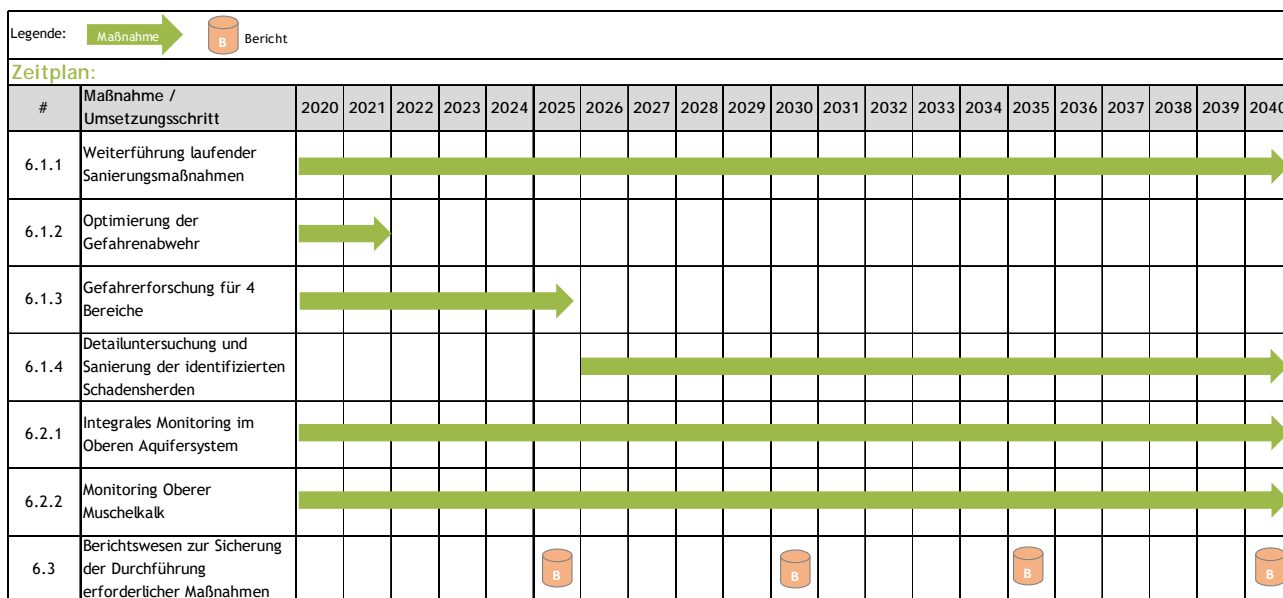 Legende: Maßnahme B Bericht
Zeitplan:
# Maßnahme / Umsetzungsschritt 2020 2021 2022 2023 2024 2025 2026 2027 2028 2029 2030 2031 2032 2033 2034 2035 2036 2037 2038 2039 2040
6.1.1 Weiterführung laufender
Sanierungsmaßnahmen
6.1.2 Optimierung der
Gefahrenabwehr
6.1.3 Gefahrerforschung für 4
Bereiche
6.1.4 Detailuntersuchung und
Sanierung der identifizierten
Schadensherden
6.2.1 Integrales Monitoring im
Oberen Aquifersystem
6.2.2 Monitoring Oberer
Muschelkalk
6.3 Berichtswesen zur Sicherung
der Durchführung
erforderlicher Maßnahmen
B B B B